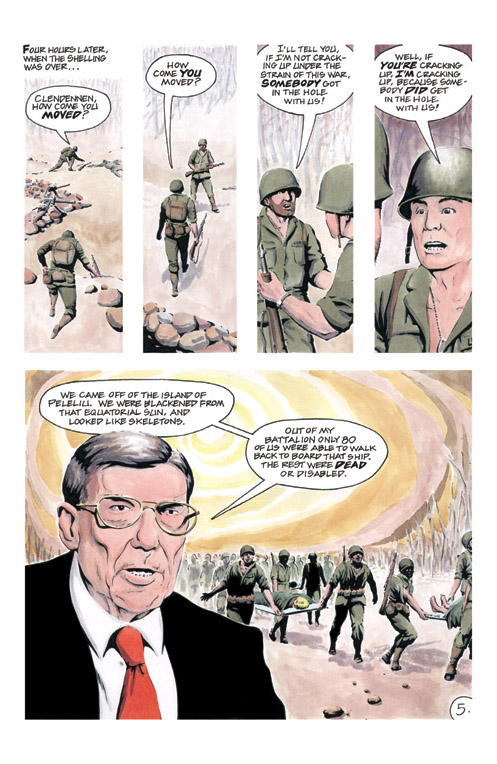 FOUR HOURS LATER,
WHEN THE SHELLING
WAS OVER...
CLENDENNEN,
HOW COME YOU
MOVED?
HOW
COME YOU
MOVED?
I'LL TELL YOU,
IF I'M NOT CRACK-
ING UP UNDER THE
STRAIN OF THIS WAR,
SOMEBODY GOT
IN THE HOLE
WITH US!
WELL, IF
YOU'RE CRACKING
UP, I'M CRACKING
UP, BECAUSE SOME-
BODY DID GET
IN THE HOLE
WITH US!
WE CAME OFF OF THE ISLAND OF
PELELIU. WE WERE BLACKENED FROM
THAT EQUATORIAL SUN, AND
LOOKED LIKE SKELETONS.
OUT OF MY
BATTALION ONLY 80
OF US WERE ABLE TO WALK
BACK TO BOARD THAT SHIP.
THE REST WERE DEAD
OR DISABLED.
5.